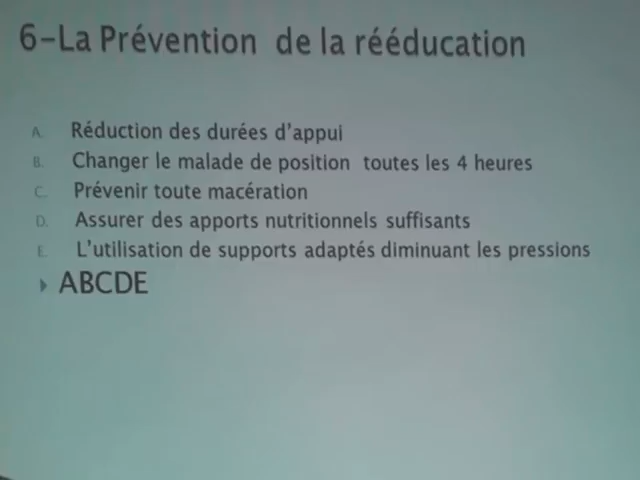 6-La Prévention de la rééducation
A. Réduction des durées d'appui
B. Changer le malade de position toutes les 4 heures
C. Prévenir toute macération
D. Assurer des apports nutritionnels suffisants
E. L'utilisation de supports adaptés diminuant les pressions
ABCDE